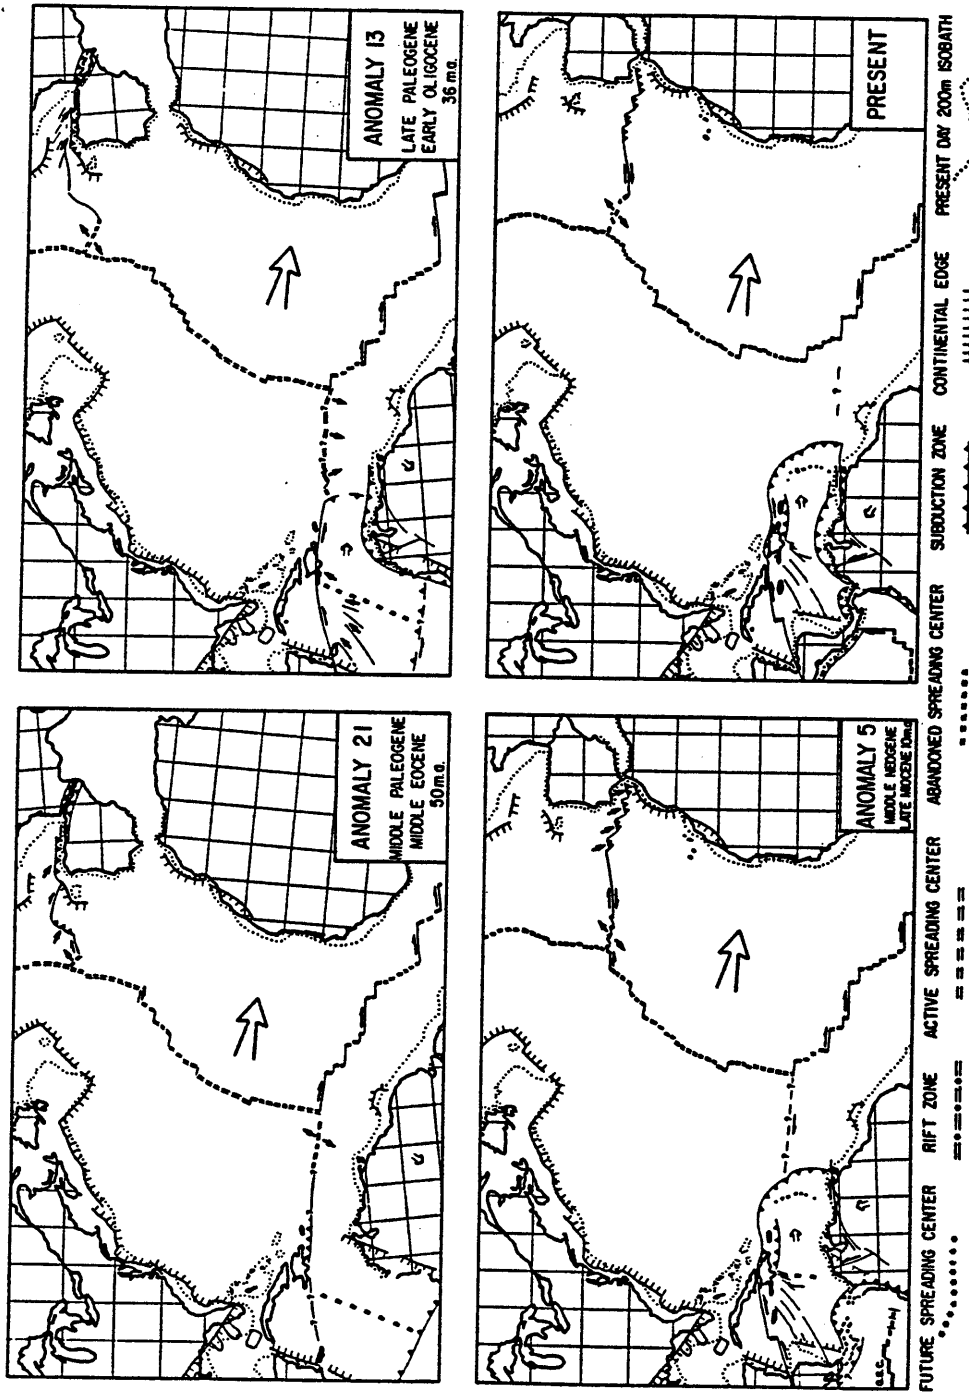 ANOMALY 21
MIDDLE PALEOGENE
MIDDLE EOCENE
50 m.a.
ANOMALY 13
LATE PALEOGENE
EARLY OLIGOCENE
36 m.a.
ANOMALY 5
MIDDLE NEOGENE
LATE MIOCENE 10m.a.
PRESENT
FUTURE SPREADING CENTER RIFT ZONE ACTIVE SPREADING CENTER ABANDONED SPREADING CENTER SUBDUCTION ZONE CONTINENTAL EDGE PRESENT DAY 200m ISOBATH